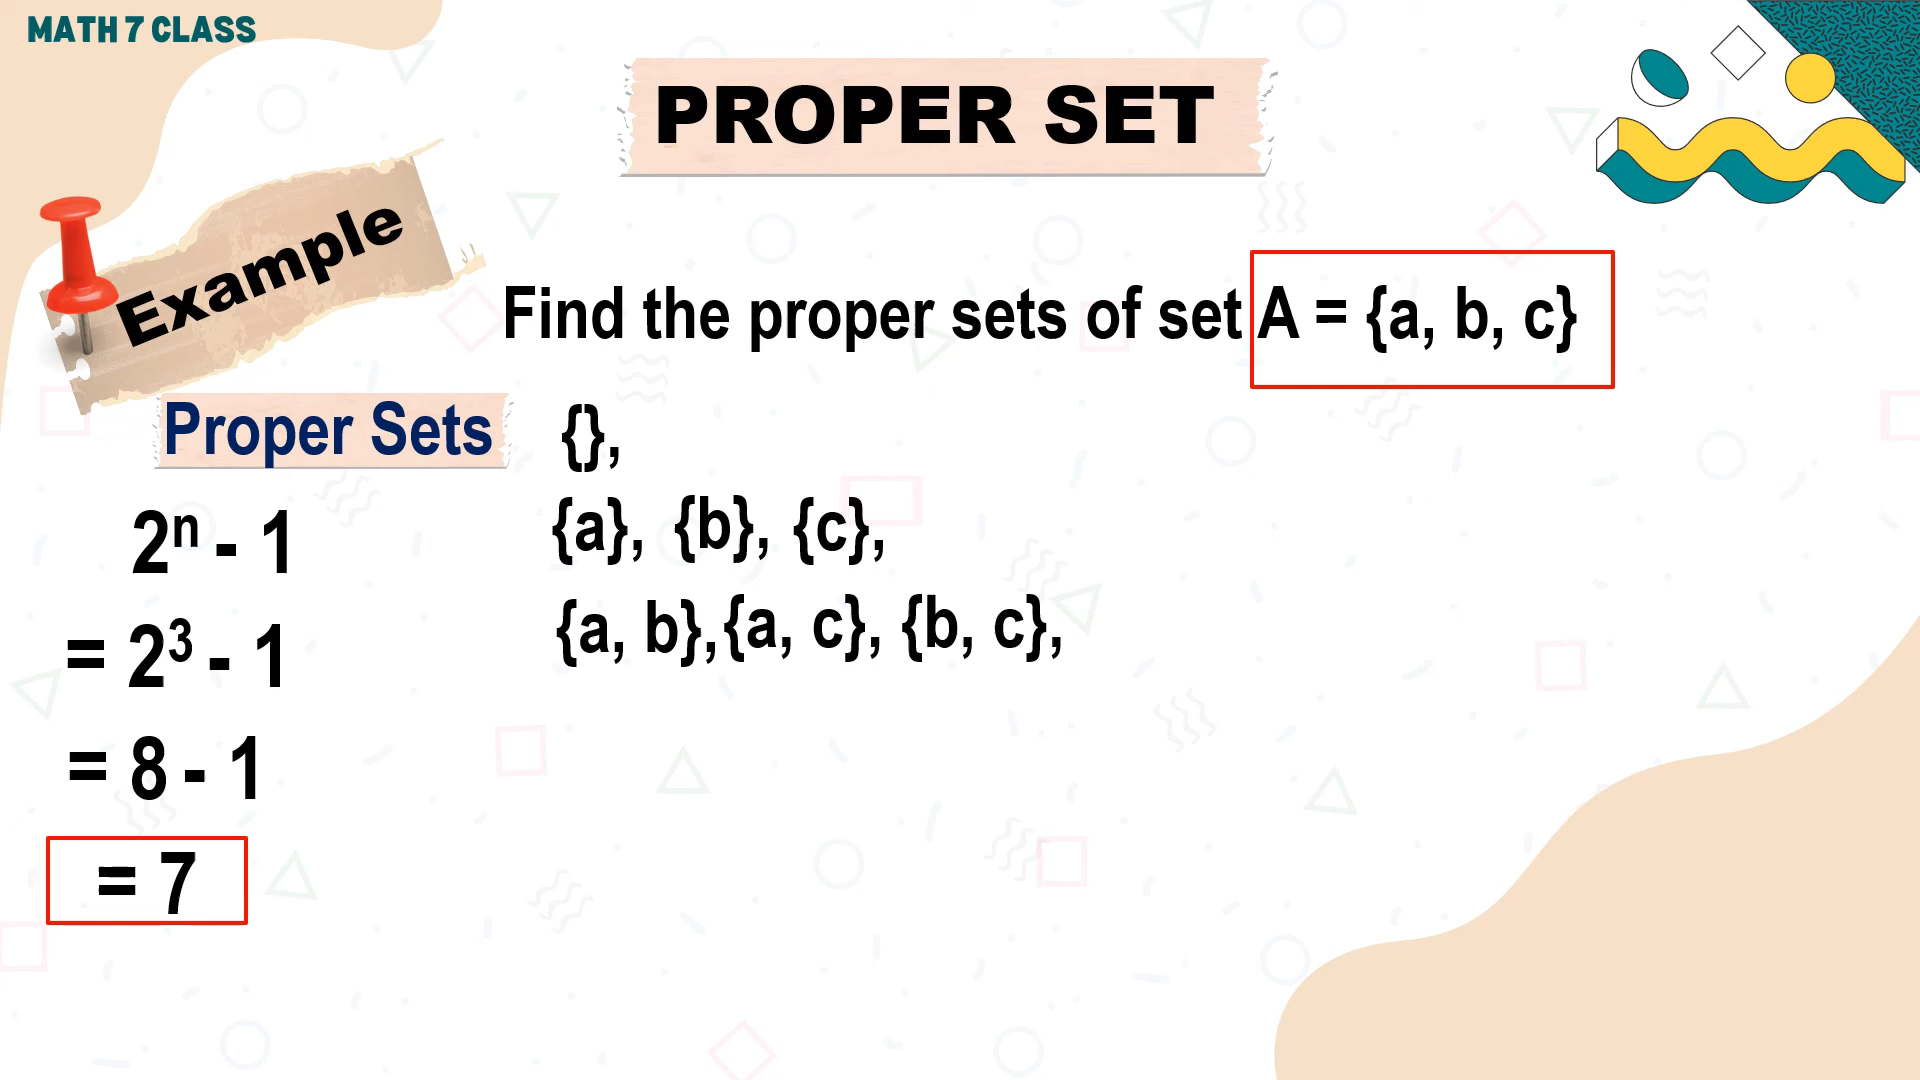 MATH 7 CLASS
PROPER SET
Example
Find the proper sets of set A = {a, b, c}
Proper Sets
{},
{a}, {b}, {c},
{a, b}, {a, c}, {b, c},
2ⁿ - 1
= 2³ - 1
= 8 - 1
= 7